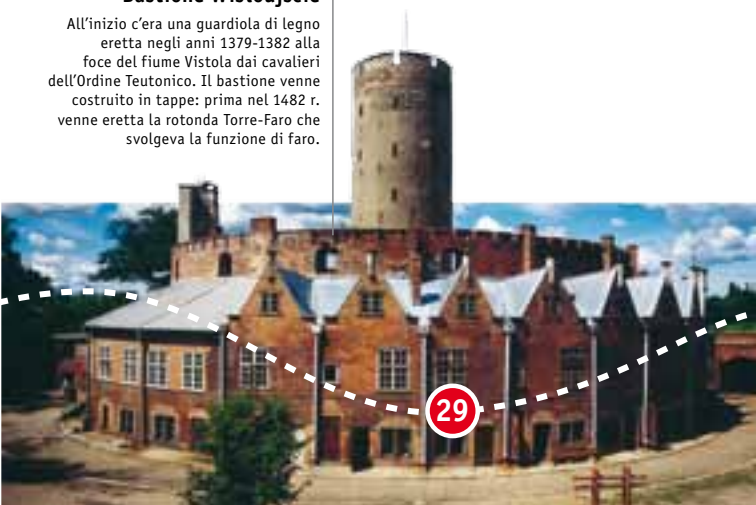 Bastione Wisłoujście
All'inizio c'era una guardiola di legno
eretta negli anni 1379-1382 alla
foce del fiume Vistola dai cavalieri
dell'Ordine Teutonico. Il bastione venne
costruito in tappe: prima nel 1482 r.
venne eretta la rotonda Torre-Faro che
svolgeva la funzione di faro.
29